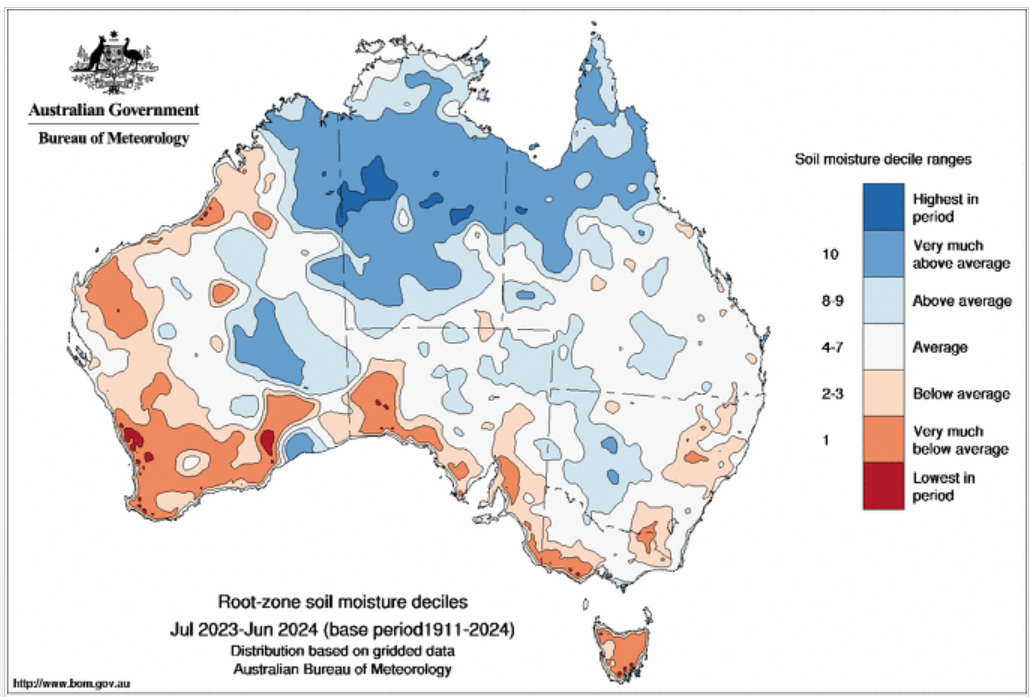 Australian Government
Bureau of Meteorology
Soil moisture decile ranges
Highest in
period
10
Very much
above average
8-9
Above average
4-7
Average
2-3
Below average
1
Very much
below average
Lowest in
period
Root-zone soil moisture deciles
Jul 2023-Jun 2024 (base period1911-2024)
Distribution based on gridded data
Australian Bureau of Meteorology
http://www.bom.gov.au